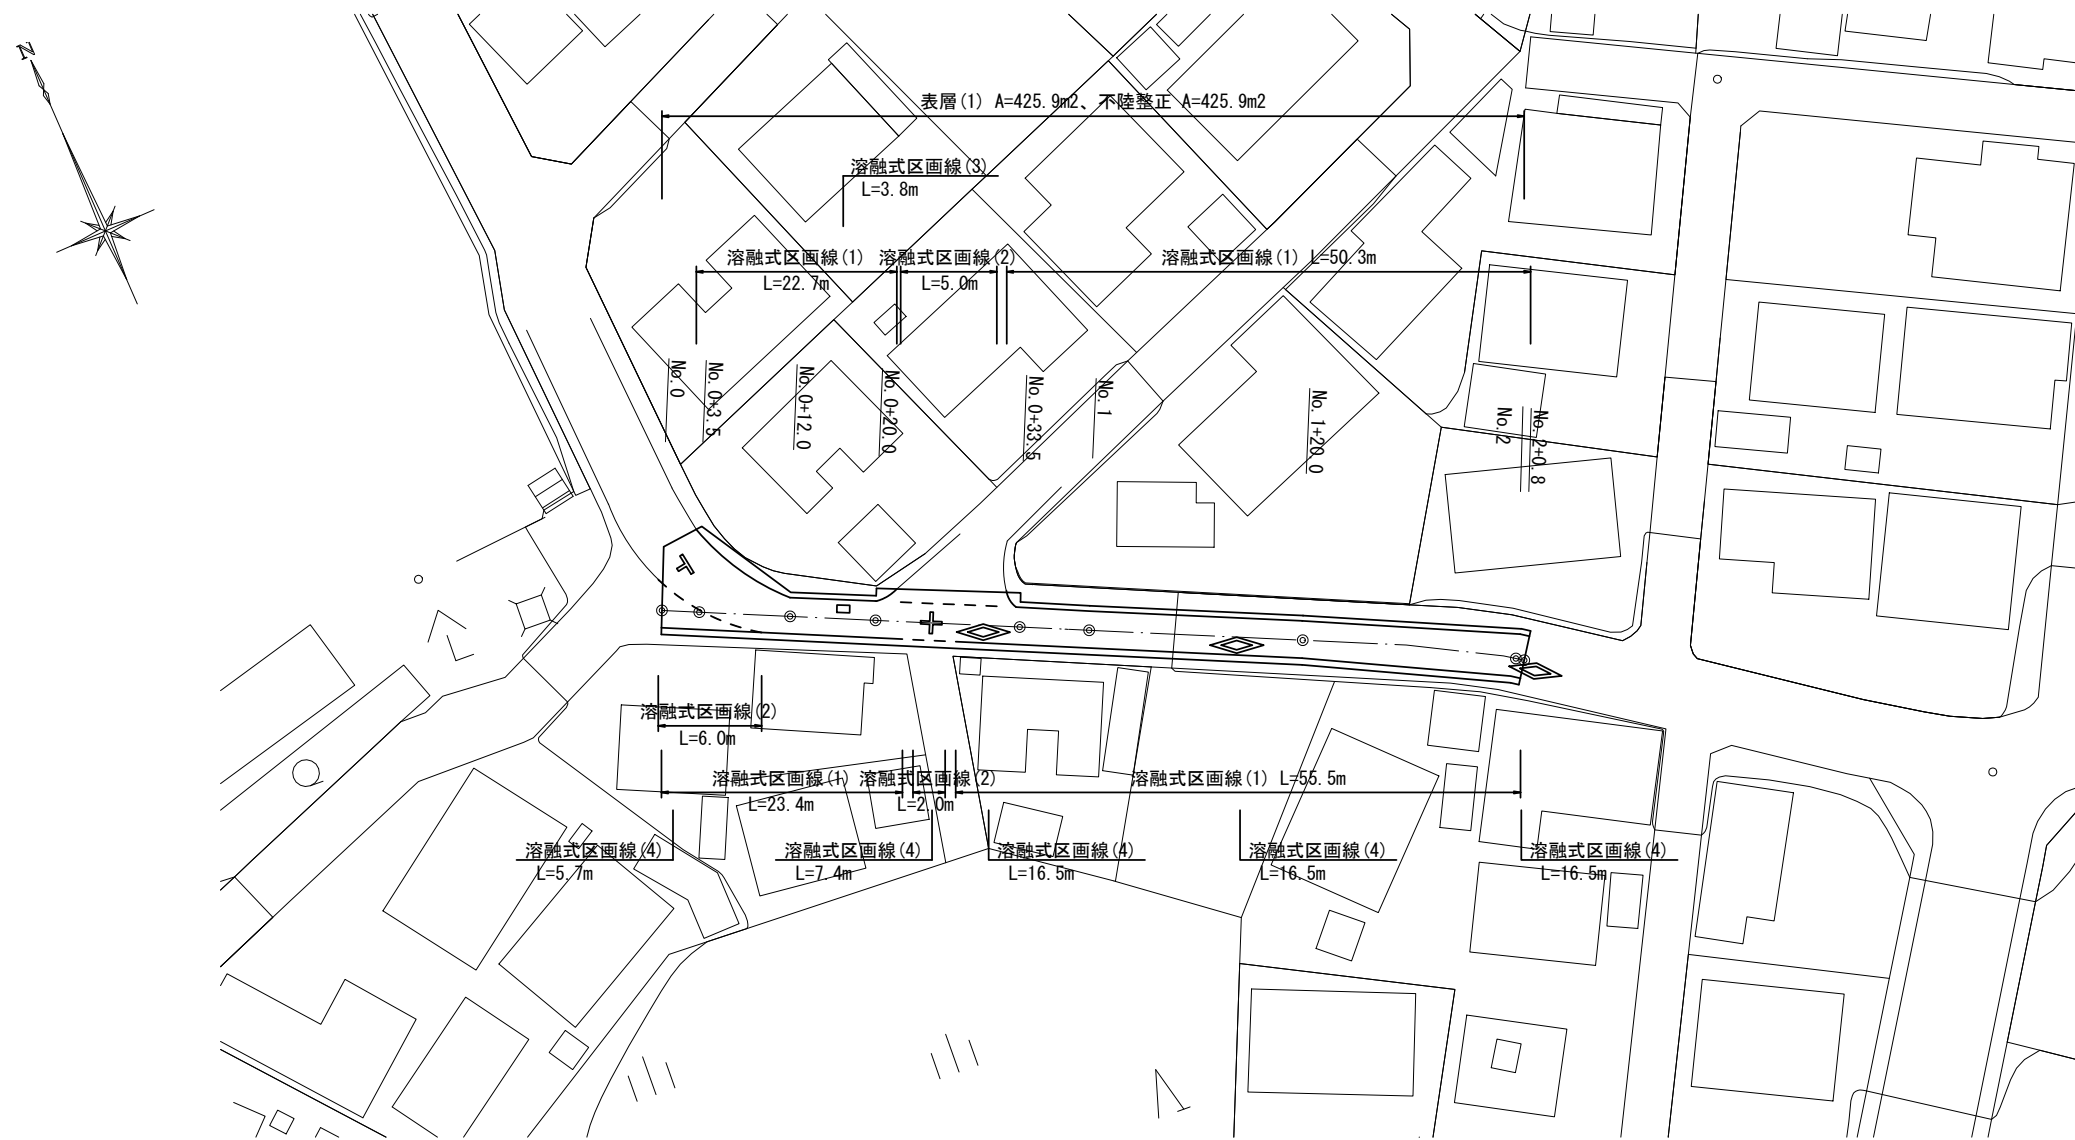 N
表層(1) A=425.9m2、不陸整正 A=425.9m2
溶融式区画線(3)
L=3.8m
溶融式区画線(1)
L=22.7m
溶融式区画線(2)
L=5.0m
溶融式区画線(1) L=50.3m
No.0
No.0+3.5
No.0+12.0
No.0+20.0
No.0+33.5
No.1
No.1+20.0
No.2
No.2+0.8
溶融式区画線(2)
L=6.0m
溶融式区画線(1)
L=23.4m
溶融式区画線(2)
L=2.0m
溶融式区画線(1) L=55.5m
溶融式区画線(4)
L=5.7m
溶融式区画線(4)
L=7.4m
溶融式区画線(4)
L=16.5m
溶融式区画線(4)
L=16.5m
溶融式区画線(4)
L=16.5m